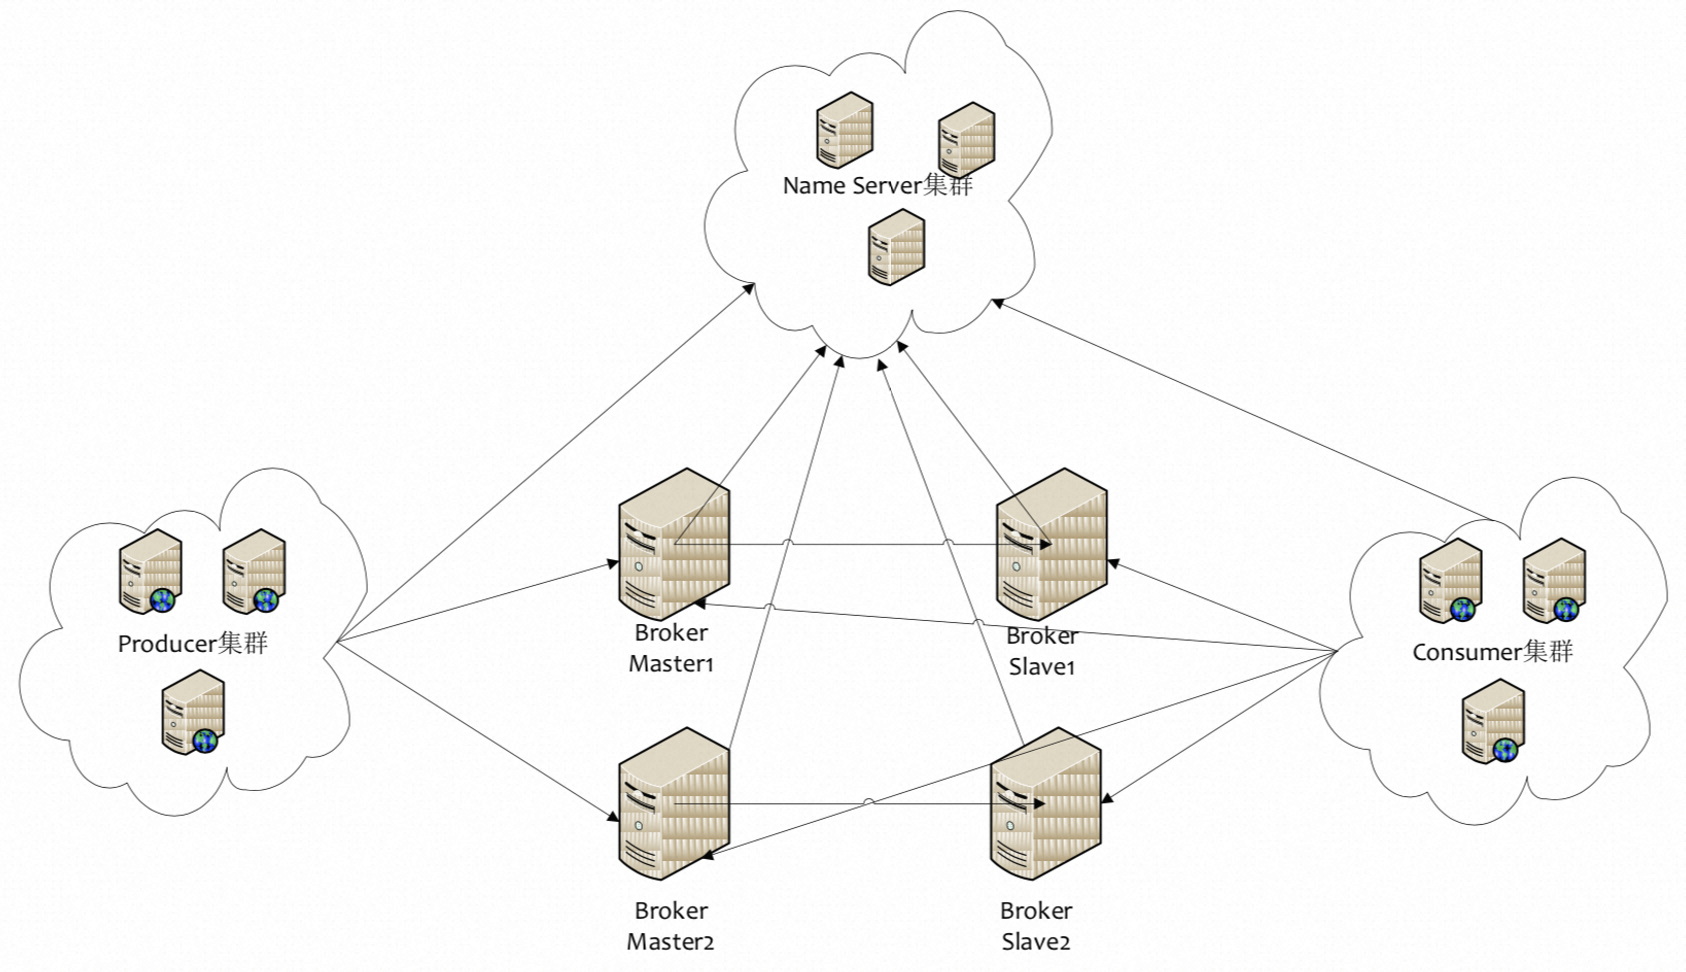 Name Server集群
Producer集群
Broker
Master1
Broker
Slave1
Consumer集群
Broker
Master2
Broker
Slave2